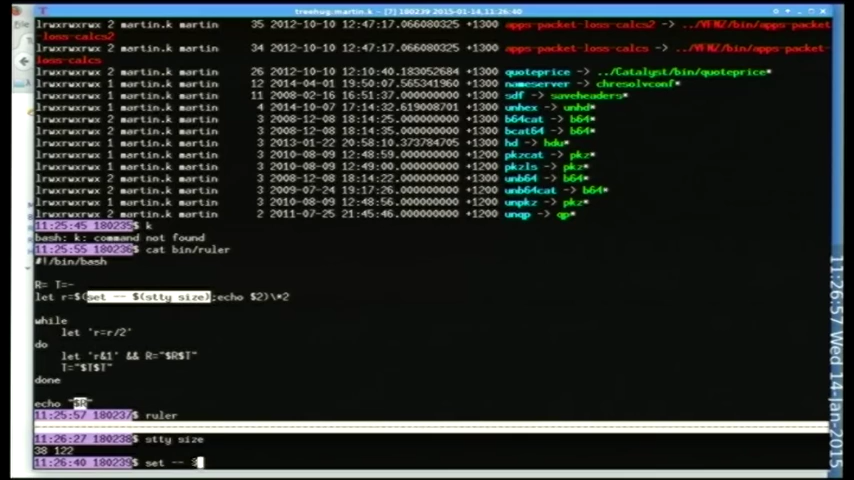 treehug:martin.k - [7] 180239 2015-01-14,11:26:40
lrwxrwxrwx 2 martin.k martin 35 2012-10-10 12:47:17.066080325 +1300 apps-packet-loss-calcs2 -> ../VFW//bin/apps-packet
-loss-calcs2
lrwxrwxrwx 2 martin.k martin 34 2012-10-10 12:47:17.066080325 +1300 apps-packet-loss-calcs -> ../VFW//bin/apps-packet-
loss-calcs
lrwxrwxrwx 2 martin.k martin 26 2012-10-10 12:10:40.183052684 +1300 quoteprice -> ../Catalyst/bin/quoteprice*
lrwxrwxrwx 1 martin.k martin 12 2014-04-01 19:50:07.565341960 +1300 nameserver -> chresolvconf*
lrwxrwxrwx 1 martin.k martin 11 2008-02-16 16:51:37.000000000 +1300 sdf -> saveheaders*
lrwxrwxrwx 1 martin.k martin 4 2014-10-07 17:14:32.619008701 +1300 unhex -> unhd*
lrwxrwxrwx 2 martin.k martin 3 2008-12-08 18:14:25.000000000 +1300 b64cat -> b64*
lrwxrwxrwx 2 martin.k martin 3 2008-12-08 18:14:35.000000000 +1300 bcat64 -> b64*
lrwxrwxrwx 1 martin.k martin 3 2013-01-22 20:58:10.373784705 +1300 hd -> hdu*
lrwxrwxrwx 2 martin.k martin 3 2010-08-09 12:48:59.000000000 +1200 pkzcat -> pkz*
lrwxrwxrwx 2 martin.k martin 3 2010-08-09 12:49:90.000000000 +1200 pkzls -> pkz*
lrwxrwxrwx 2 martin.k martin 3 2008-12-08 18:14:22.000000000 +1300 unb64 -> b64*
lrwxrwxrwx 2 martin.k martin 3 2009-07-24 19:17:26.000000000 +1200 unb64cat -> b64*
lrwxrwxrwx 2 martin.k martin 3 2010-08-09 12:48:52.000000000 +1200 unpkz -> pkz*
lrwxrwxrwx 2 martin.k martin 2 2011-07-25 21:45:46.000000000 +1200 unqp -> qp*
11:25:45 180235$ k
bash: k: command not found
11:25:55 180236$ cat bin/ruler
#!/bin/bash
R= T=-
let r=$(set -- $(stty size);echo $2)\*2
while
let 'r=r/2'
do
let 'r&1' && R="$R$T"
T="$T$T"
done
echo "$R"
11:25:57 180237$ ruler
11:26:27 180238$ stty size
38 122
11:26:40 180239$ set -- 3
11:26:57 Wed 14-Jan-2015